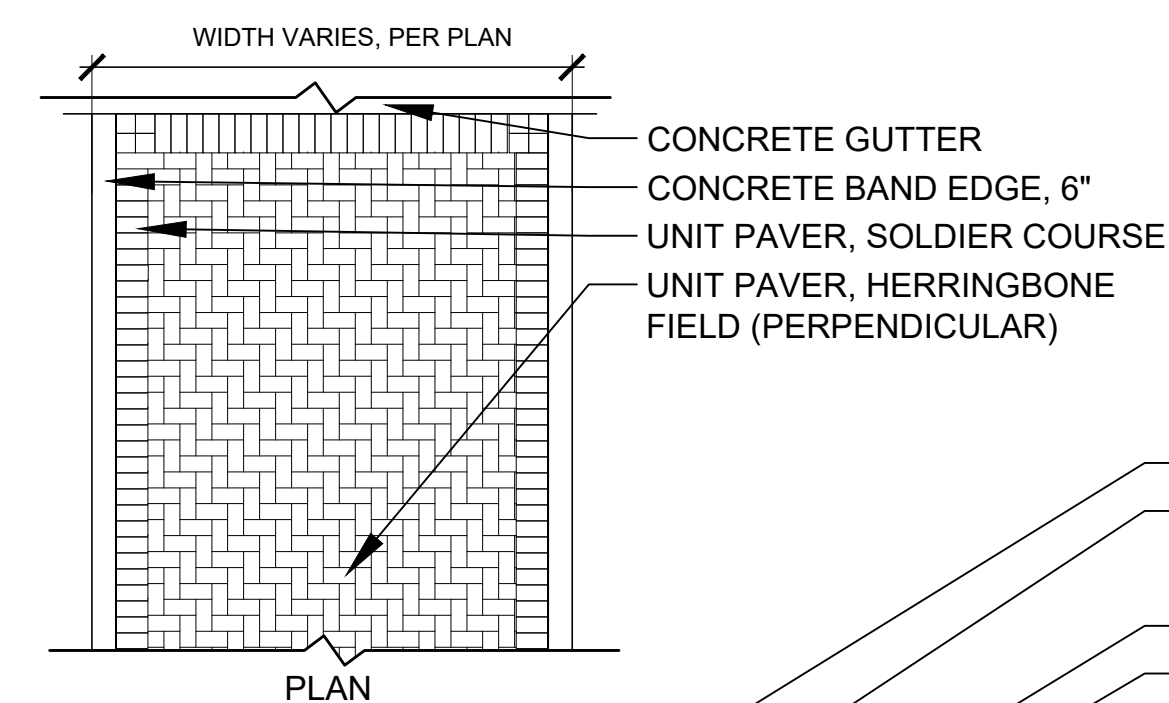 WIDTH VARIES, PER PLAN
CONCRETE GUTTER
CONCRETE BAND EDGE, 6"
UNIT PAVER, SOLDIER COURSE
UNIT PAVER, HERRINGBONE
FIELD (PERPENDICULAR)
PLAN